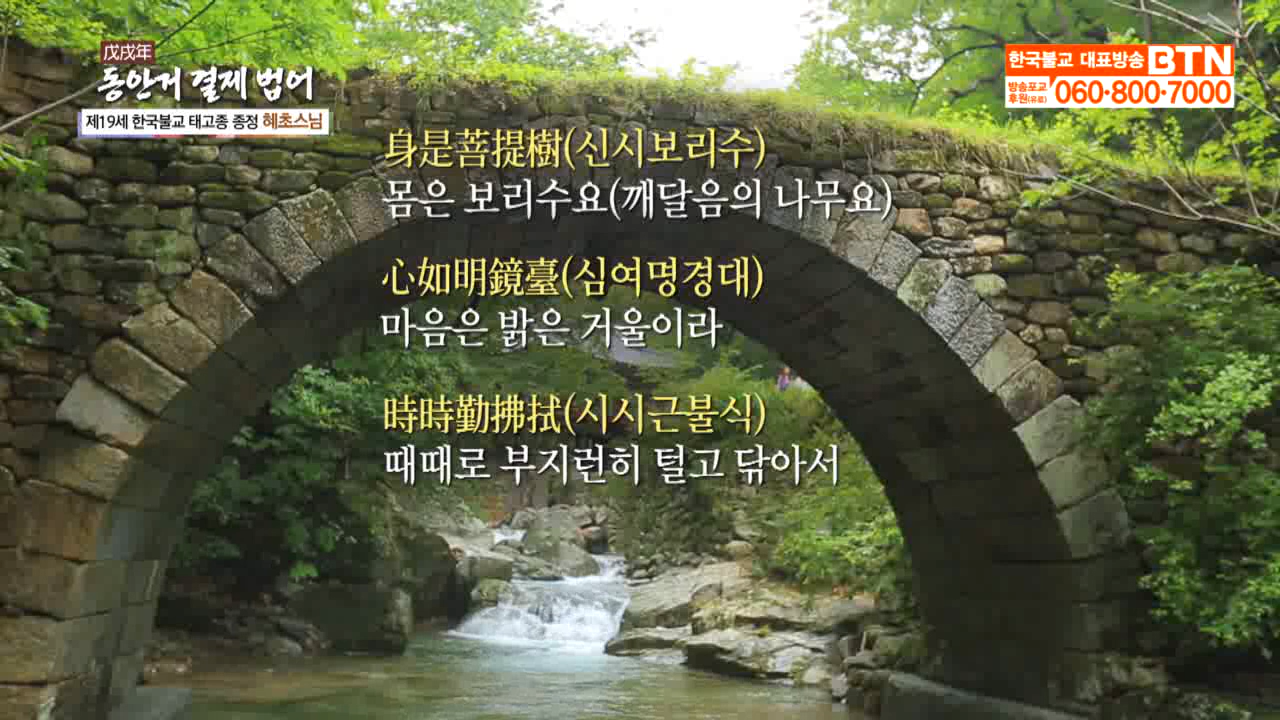 戊戌年
동안거 결제 법어
제19세 한국불교 태고종 종정 혜초스님
한국불교 대표방송 BTN
방송포교 후원(유료) 060·800·7000
身是菩提樹(신시보리수)
몸은 보리수요(깨달음의 나무요)
心如明鏡臺(심여명경대)
마음은 밝은 거울이라
時時勤拂拭(시시근불식)
때때로 부지런히 털고 닦아서